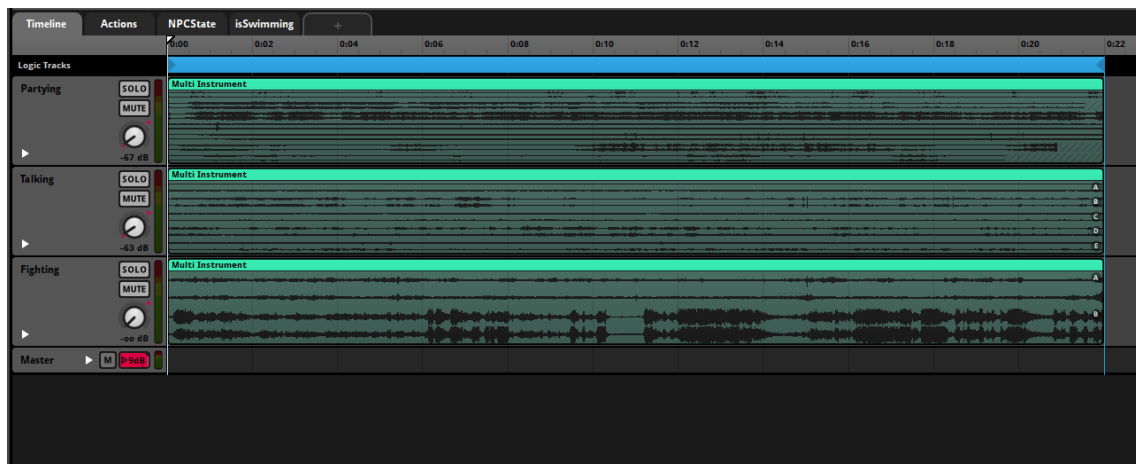 Timeline Actions NPCState isSwimming +
0:00 0:02 0:04 0:06 0:08 0:10 0:12 0:14 0:16 0:18 0:20 0:22
Logic Tracks
Partying SOLO Multi Instrument
MUTE
-67 dB
Talking SOLO Multi Instrument
A
MUTE B
C
D
-63 dB E
Fighting SOLO Multi Instrument
A
MUTE
B
-oo dB
Master M 9dB